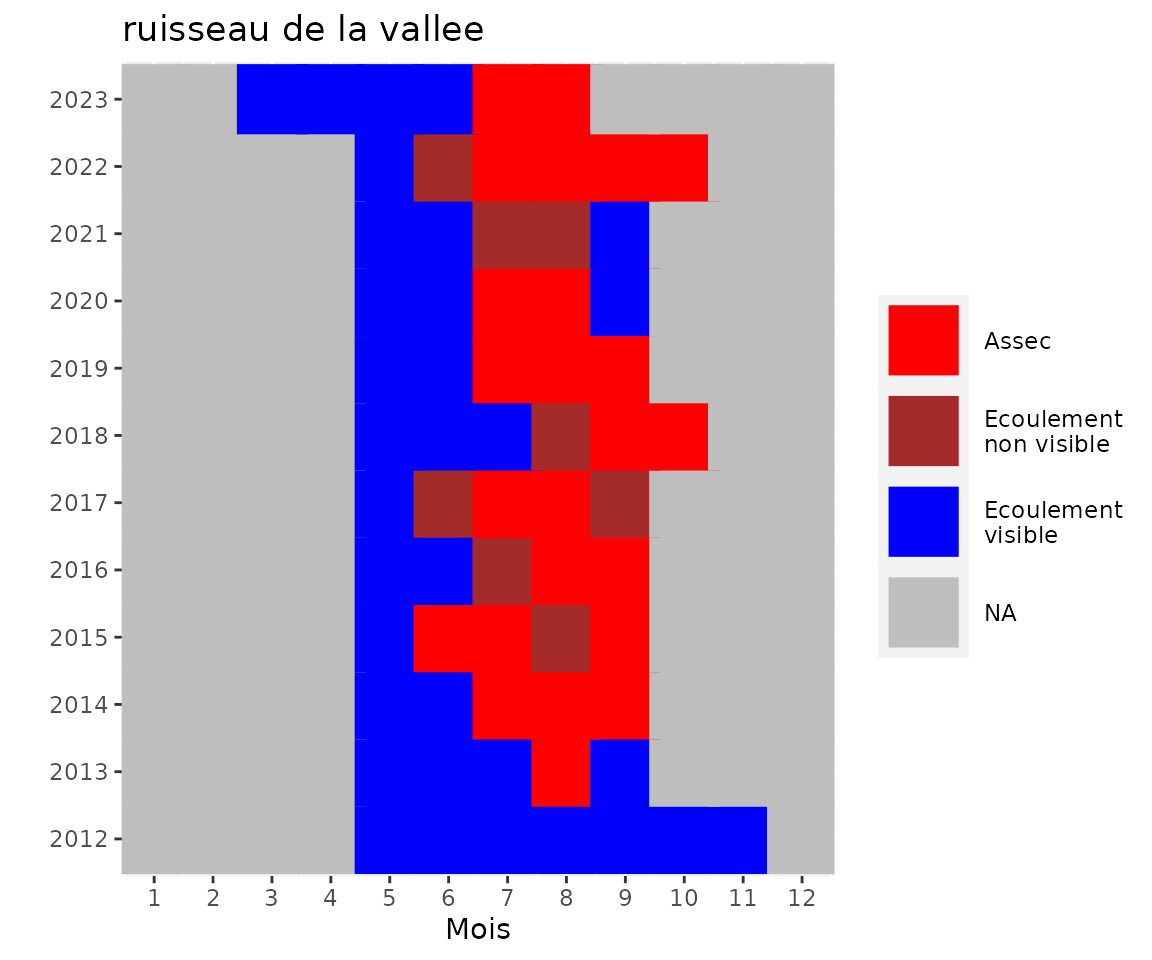 ruisseau de la vallee
2023
2022
2021
2020
2019
2018
2017
2016
2015
2014
2013
2012
1 2 3 4 5 6 7 8 9 10 11 12
Mois
Assec
Ecoulement
non visible
Ecoulement
visible
NA